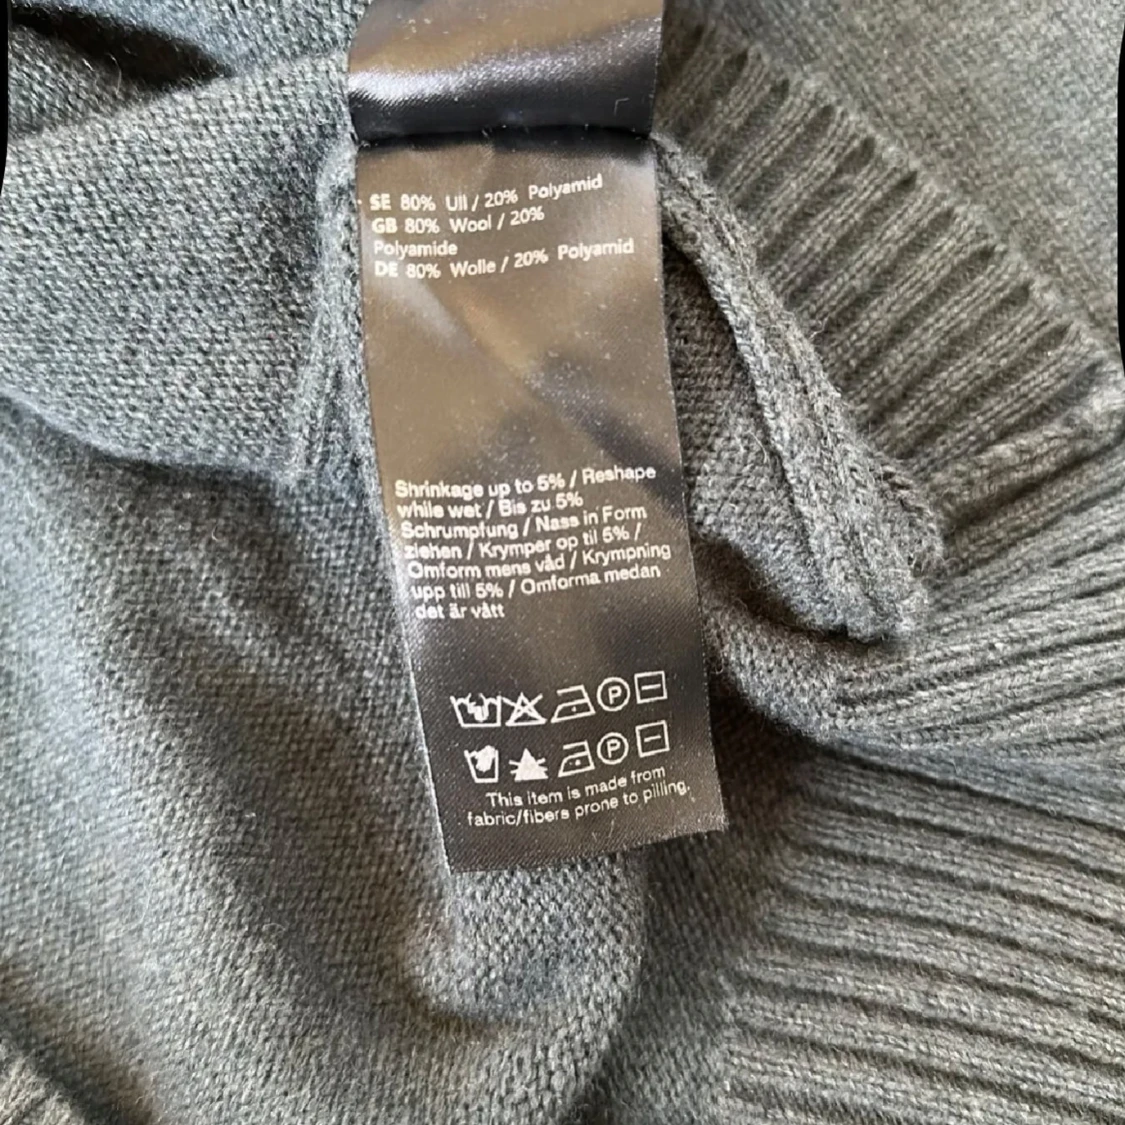 SE 80% Ull / 20% Polyamid
GB 80% Wool / 20%
Polyamide
DE 80% Wolle / 20% Polyamid
Shrinkage up to 5% / Reshape
while wet / Bis zu 5%
Schrumpfung / Nass in Form
ziehen / Krymper op til 5% /
Omform mens våd / Krympning
upp till 5% / Omforma medan
det är vått
P
P
This item is made from
fabric/fibers prone to pilling.